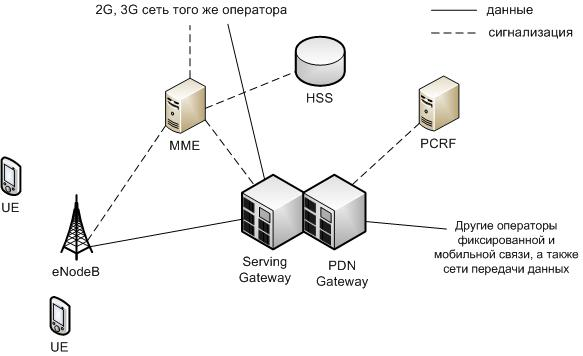 2G, 3G сеть того же оператора
данные
сигнализация
HSS
MME
PCRF
UE
eNodeB
Serving
Gateway
PDN
Gateway
Другие операторы
фиксированной и
мобильной связи, а также
сети передачи данных
UE